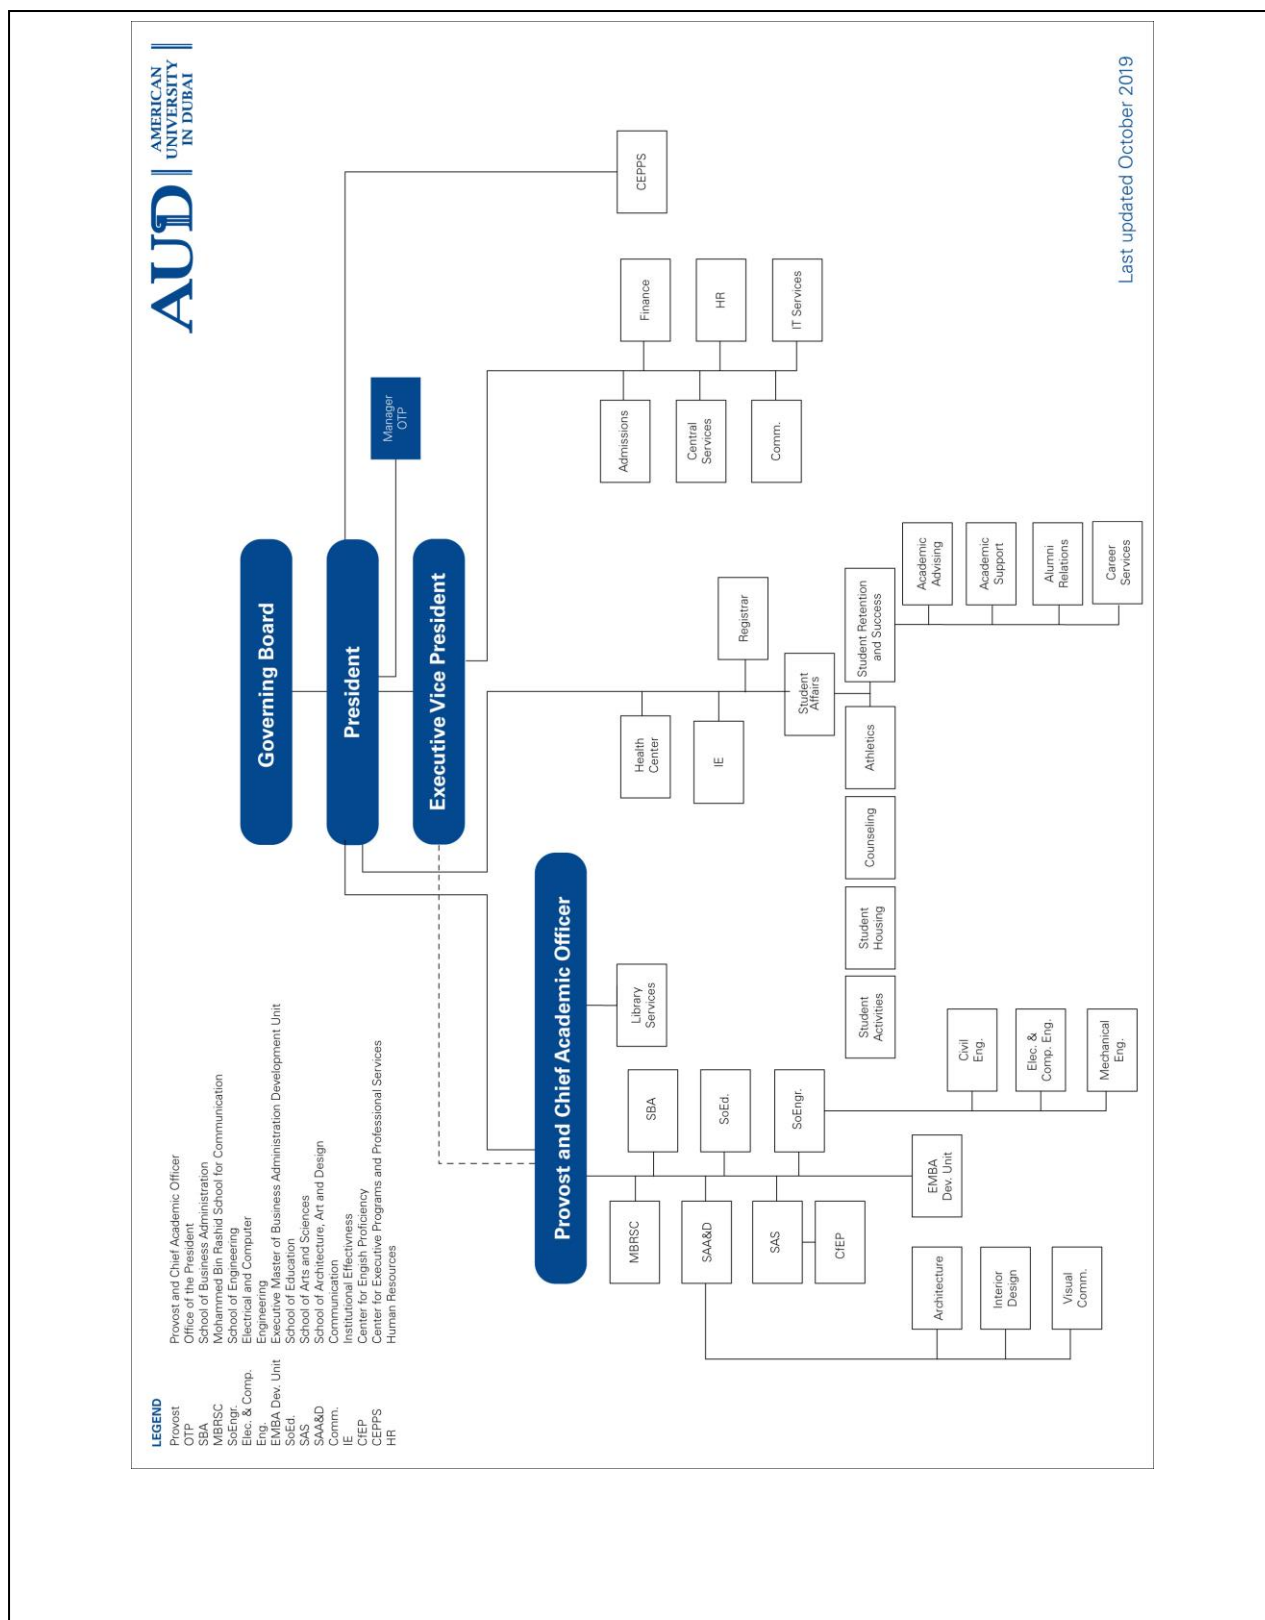 AUD
AMERICAN
UNIVERSITY
IN DUBAI
Governing Board
President
Manager
OTP
Executive Vice President
Provost and Chief Academic Officer
CEPPS
Library
Services
Health
Center
IE
Registrar
Student
Affairs
Admissions
Finance
Central
Services
HR
Comm.
IT Services
MBRSC
SBA
SAA&D
SoEd.
SAS
SoEngr.
CfEP
EMBA
Dev. Unit
Architecture
Interior
Design
Visual
Comm.
Civil
Eng.
Elec. &
Comp. Eng.
Mechanical
Eng.
Student
Activities
Student
Housing
Counseling
Athletics
Student Retention
and Success
Academic
Advising
Academic
Support
Alumni
Relations
Career
Services
LEGEND
Provost Provost and Chief Academic Officer
OTP Office of the President
SBA School of Business Administration
MBRSC Mohammed Bin Rashid School for Communication
SoEngr. School of Engineering
Elec. & Comp. Electrical and Computer
Eng. Engineering
EMBA Dev. Unit Executive Master of Business Administration Development Unit
SoEd. School of Education
SAS School of Arts and Sciences
SAA&D School of Architecture, Art and Design
Comm. Communication
IE Institutional Effectivness
CfEP Center for Engish Proficiency
CEPPS Center for Executive Programs and Professional Services
HR Human Resources
Last updated October 2019